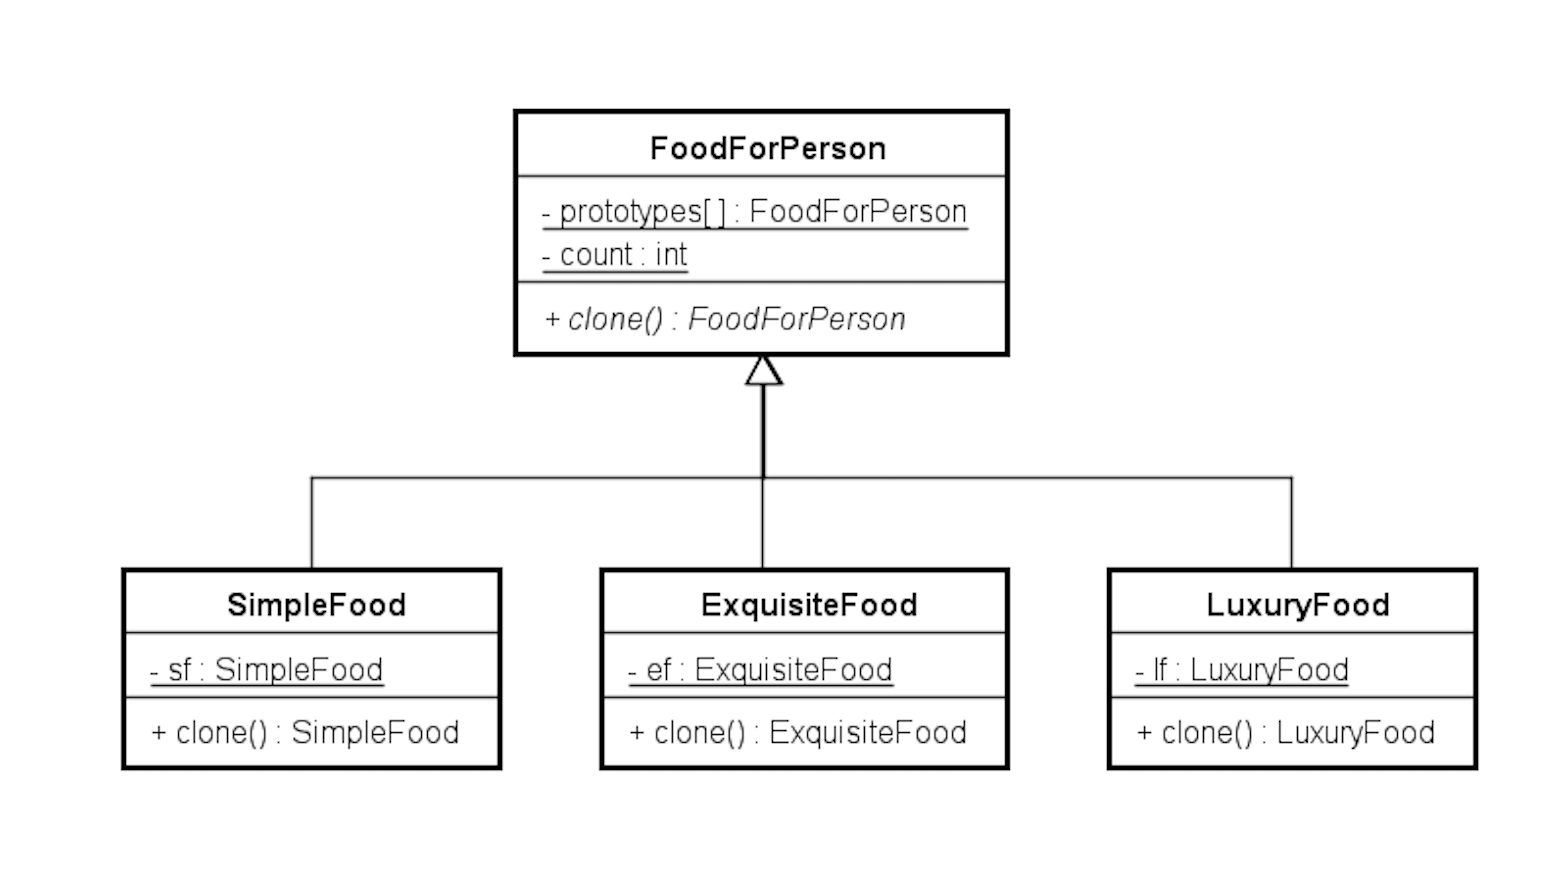 FoodForPerson
- prototypes[ ] : FoodForPerson
- count : int
+ clone() : FoodForPerson
SimpleFood
- sf : SimpleFood
+ clone() : SimpleFood
ExquisiteFood
- ef : ExquisiteFood
+ clone() : ExquisiteFood
LuxuryFood
- lf : LuxuryFood
+ clone() : LuxuryFood